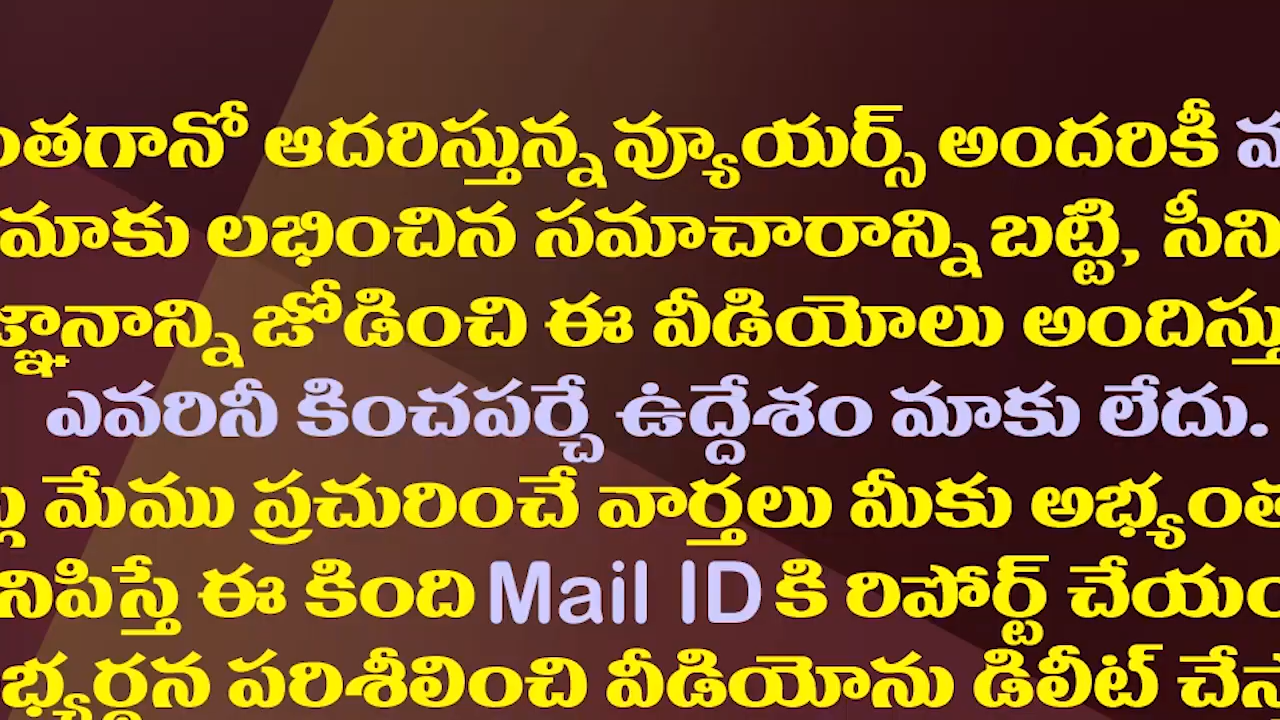 ంతగానో ఆదరిస్తున్న వ్యూయర్స్ అందరికీ
మాకు లభించిన సమాచారాన్ని బట్టి, సీని
జ్ఞానాన్ని జోడించి ఈ వీడియోలు అందిస్తు
ఎవరినీ కించపర్చే ఉద్దేశం మాకు లేదు.
మేము ప్రచురించే వార్తలు మీకు అభ్యంత
నిపిస్తే ఈ కింది Mail ID కి రిపోర్ట్ చేయం
భ్యర్థన పరిశీలించి వీడియోను డిలీట్ చేస